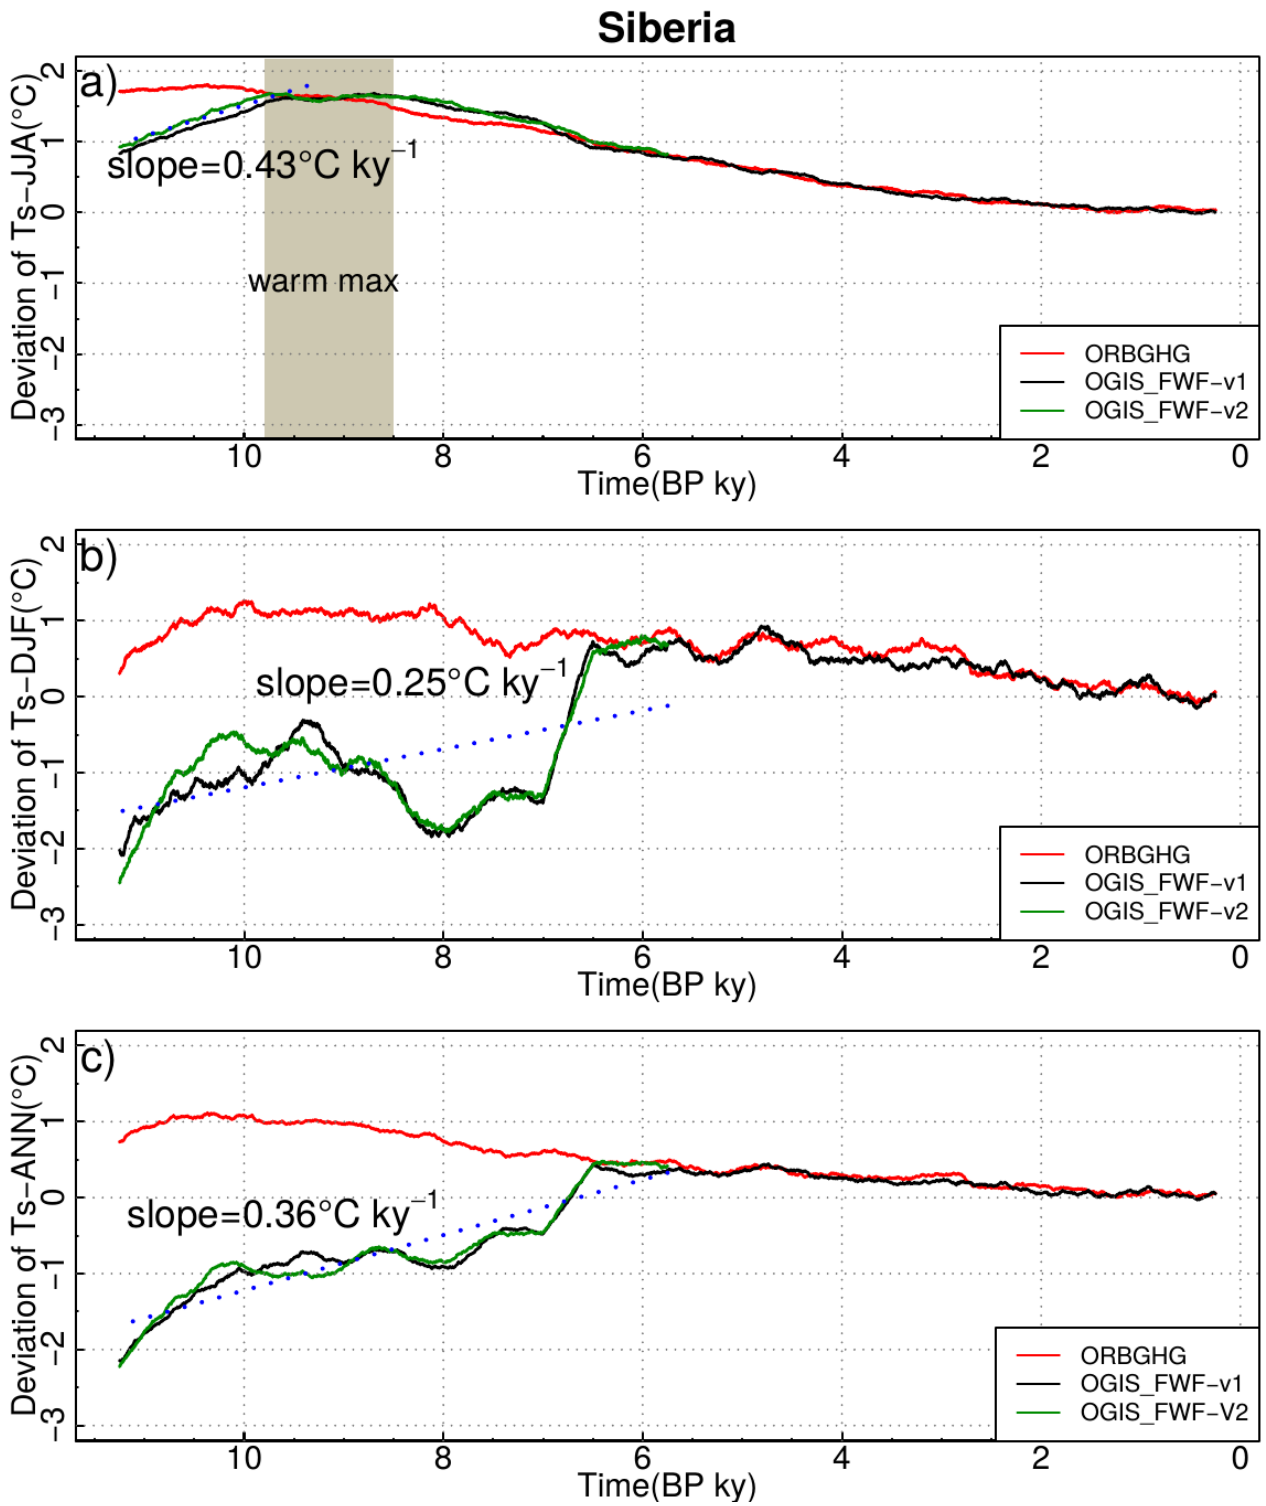 Siberia
a)
Deviation of Ts−JJA(°C)
2
1
0
−1
−2
−3
slope=0.43°C ky⁻¹
warm max
ORBGHG
OGIS_FWF−v1
OGIS_FWF−v2
10 8 6 4 2 0
Time(BP ky)
b)
Deviation of Ts−DJF(°C)
2
1
0
−1
−2
−3
slope=0.25°C ky⁻¹
ORBGHG
OGIS_FWF−v1
OGIS_FWF−v2
10 8 6 4 2 0
Time(BP ky)
c)
Deviation of Ts−ANN(°C)
2
1
0
−1
−2
−3
slope=0.36°C ky⁻¹
ORBGHG
OGIS_FWF−v1
OGIS_FWF−V2
10 8 6 4 2 0
Time(BP ky)